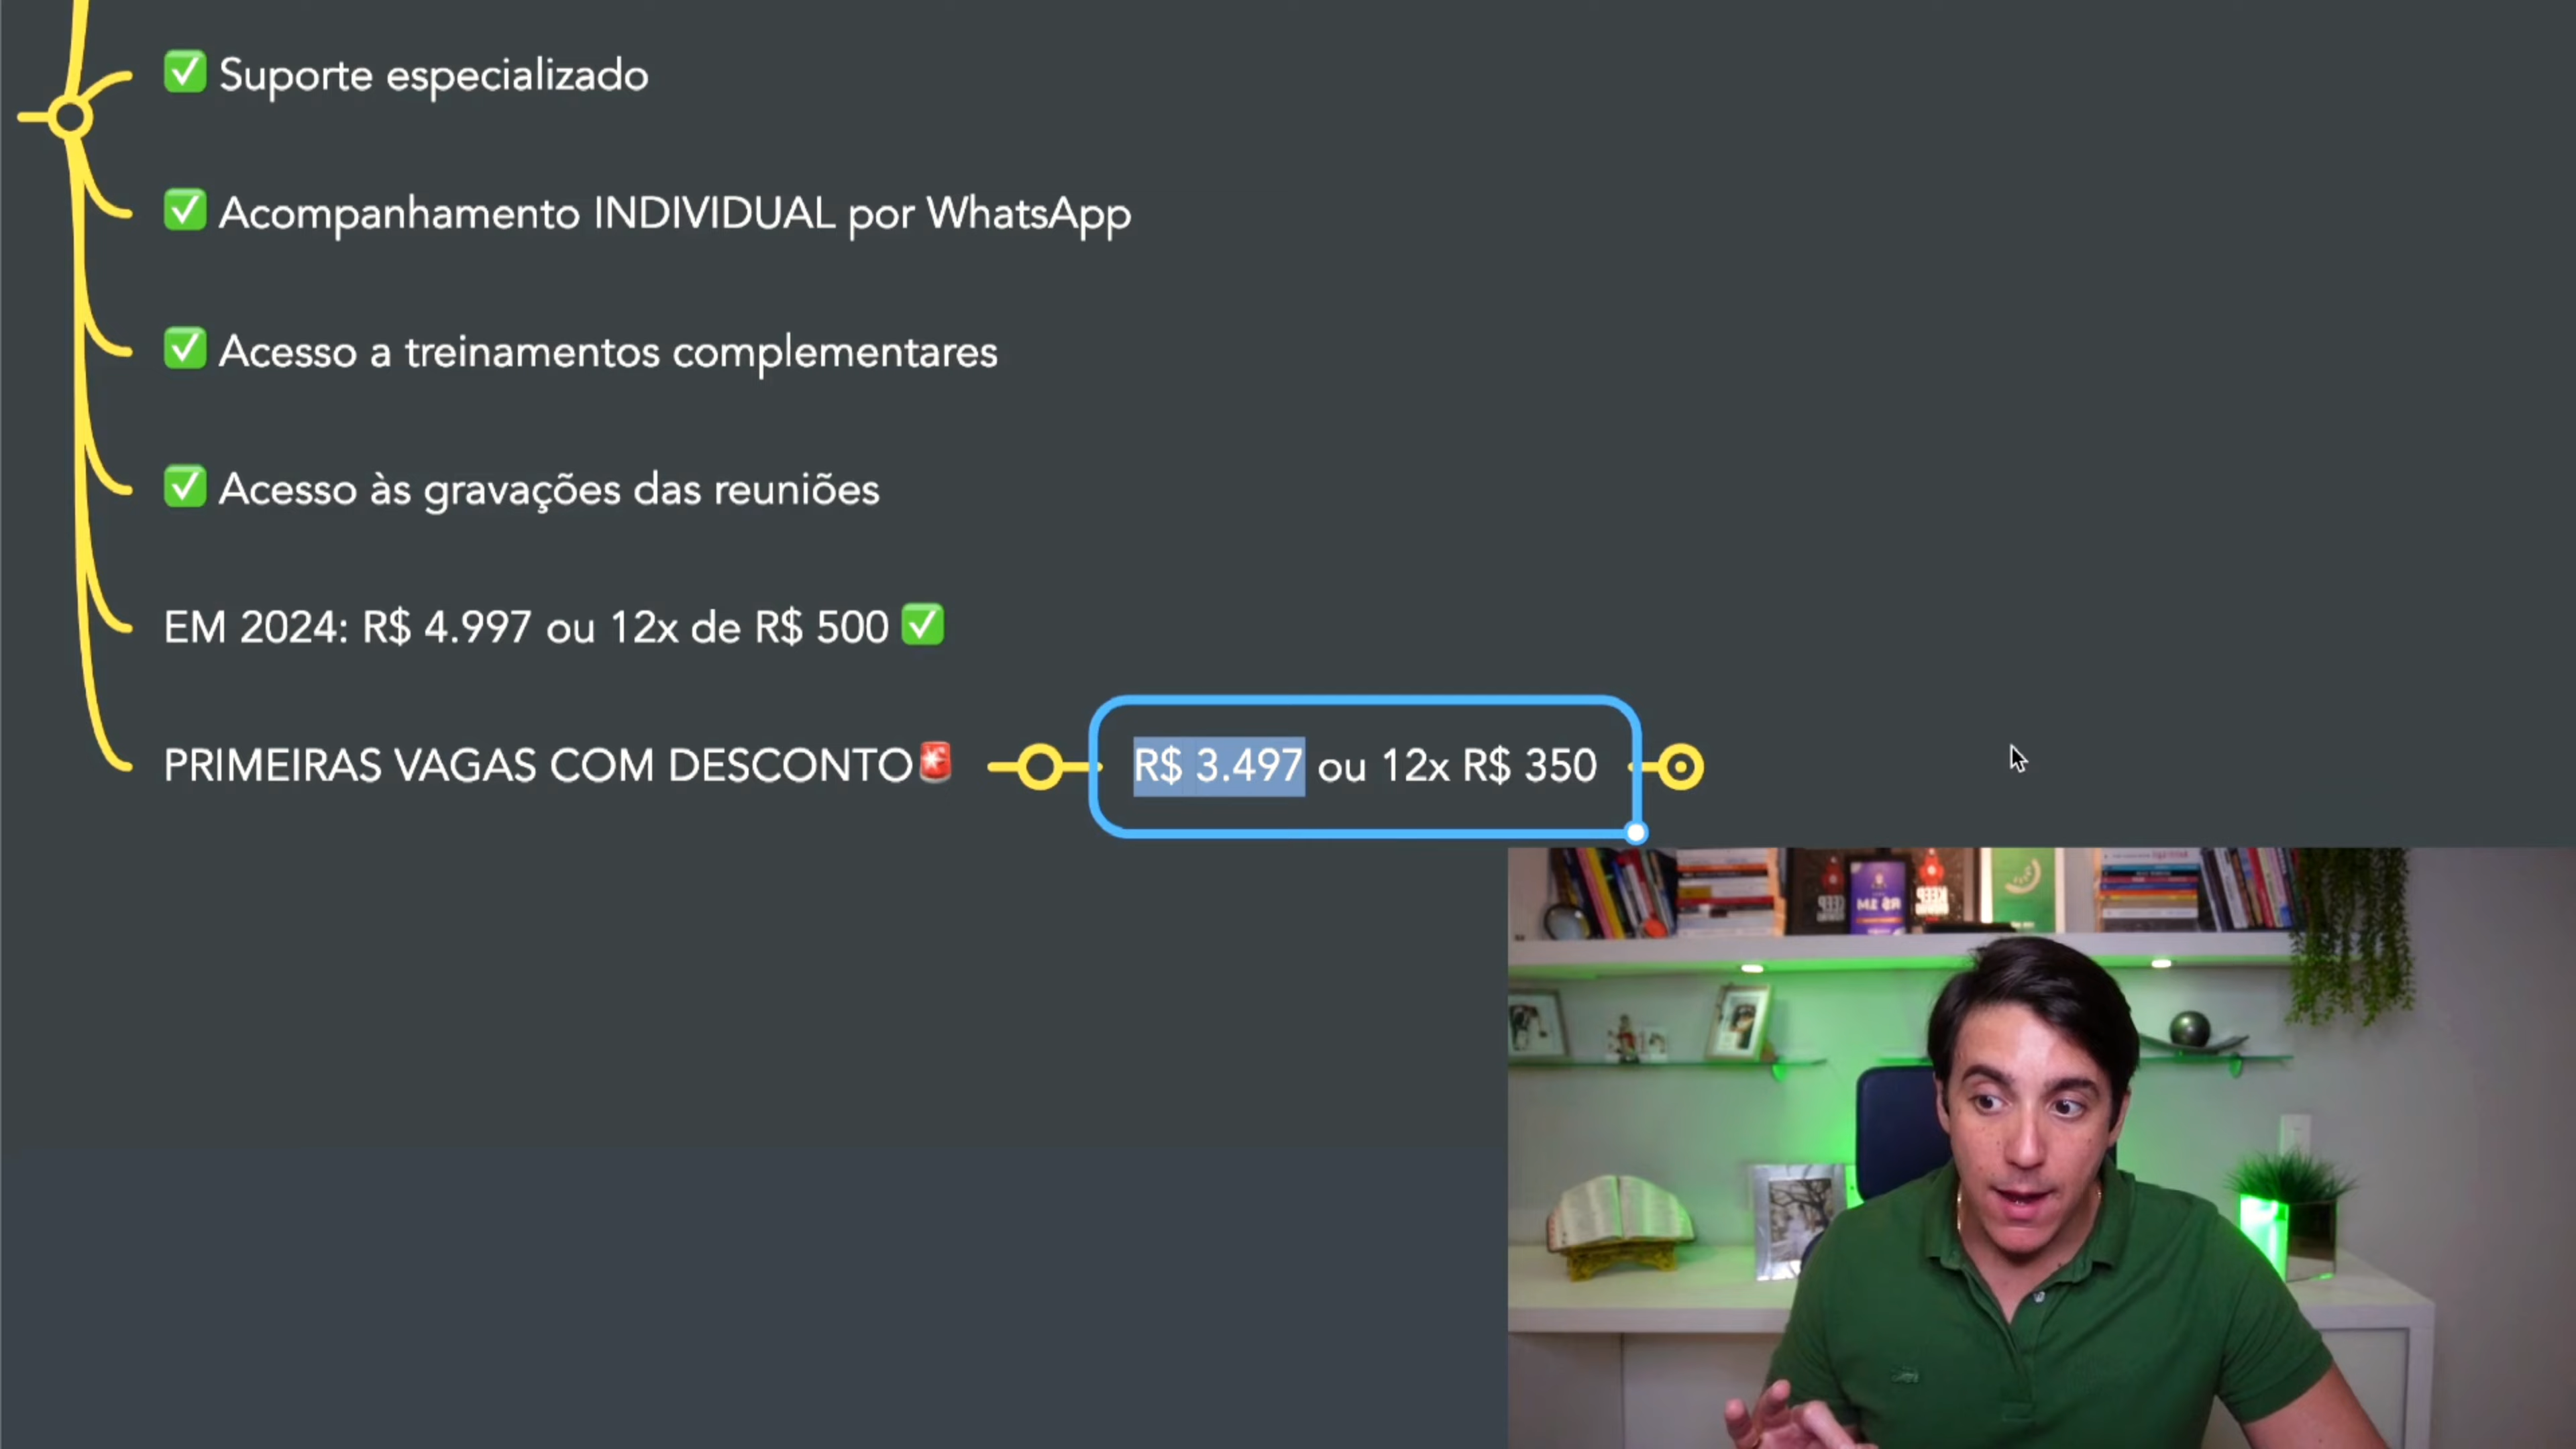 ✅ Suporte especializado
✅ Acompanhamento INDIVIDUAL por WhatsApp
✅ Acesso a treinamentos complementares
✅ Acesso às gravações das reuniões
EM 2024: R$ 4.997 ou 12x de R$ 500 ✅
PRIMEIRAS VAGAS COM DESCONTO🚨
R$ 3.497 ou 12x R$ 350